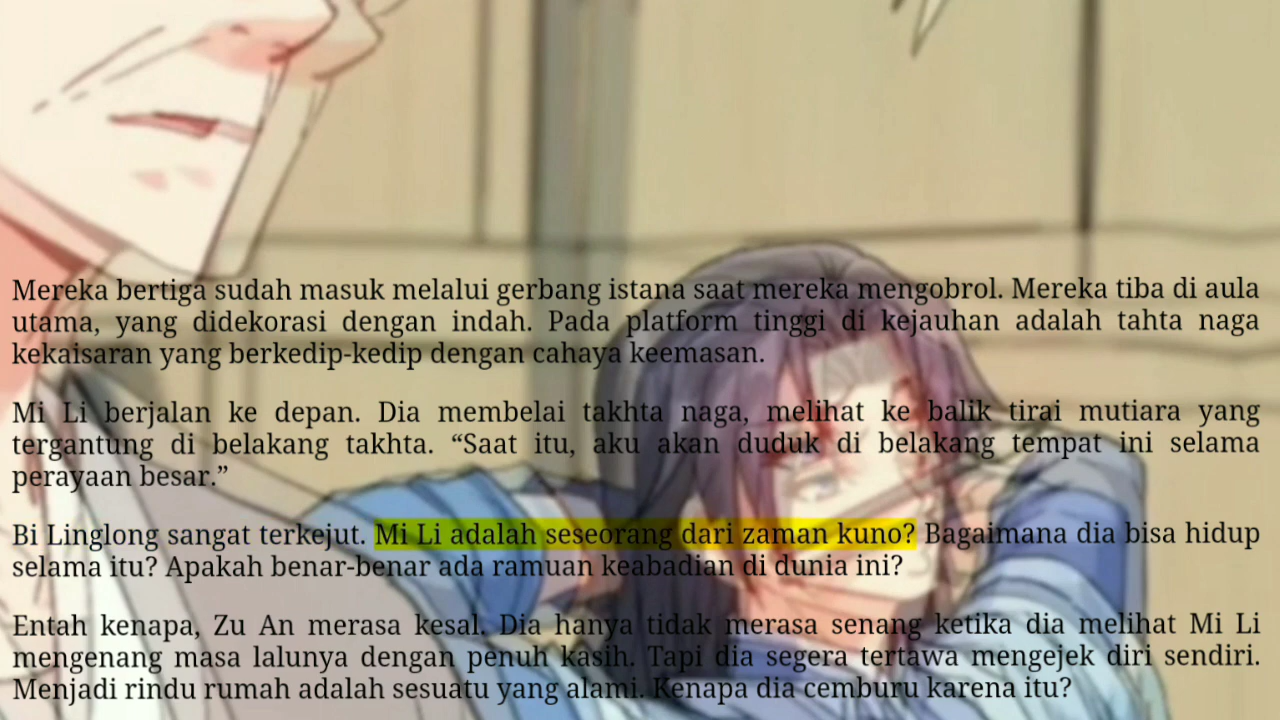 Mereka bertiga sudah masuk melalui gerbang istana saat mereka mengobrol. Mereka tiba di aula
utama, yang didekorasi dengan indah. Pada platform tinggi di kejauhan adalah tahta naga
kekaisaran yang berkedip-kedip dengan cahaya keemasan.
Mi Li berjalan ke depan. Dia membelai takhta naga, melihat ke balik tirai mutiara yang
tergantung di belakang takhta. “Saat itu, aku akan duduk di belakang tempat ini selama
perayaan besar.”
Bi Linglong sangat terkejut. Mi Li adalah seseorang dari zaman kuno? Bagaimana dia bisa hidup
selama itu? Apakah benar-benar ada ramuan keabadian di dunia ini?
Entah kenapa, Zu An merasa kesal. Dia hanya tidak merasa senang ketika dia melihat Mi Li
mengenang masa lalunya dengan penuh kasih. Tapi dia segera tertawa mengejek diri sendiri.
Menjadi rindu rumah adalah sesuatu yang alami. Kenapa dia cemburu karena itu?